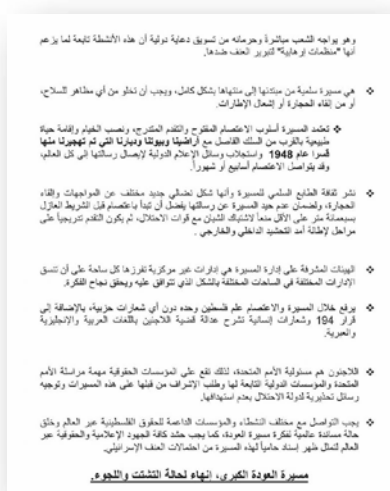 وهو يواجه الشعب مباشرة وحرمانه من تسويق دعاية دولية أن هذه الأنشطة تابعة لما يزعم
أنها "منظمات إرهابية" لتبرير العنف ضدها.
❖ هي مسيرة سلمية من مبتدئها إلى منتهاها بشكل كامل، ويجب أن تخلو من أي مظاهر للسلاح،
أو من إلقاء الحجارة أو إشعال الإطارات.
❖ تعتمد المسيرة أسلوب الاعتصام المفتوح والتقدم المتدرج، ونصب الخيام وإقامة حياة
طبيعية بالقرب من السلك الفاصل مع أراضينا وبيوتنا وديارنا التي تم تهجيرنا منها
قسرا عام 1948 واستجلاب وسائل الإعلام الدولية لإيصال رسالتها إلى كل العالم،
وقد يتواصل الاعتصام أسابيع أو شهوراً.
❖ نشر ثقافة الطابع السلمي للمسيرة وأنها شكل نضالي جديد مختلف عن المواجهات وإلقاء
الحجارة، ولضمان عدم حيد المسيرة عن رسالتها يفضل أن تبدأ باعتصام قبل الشريط العازل
بسبعمائة متر على الأقل منعاً لاشتباك الشبان مع قوات الاحتلال، ثم يكون التقدم تدريجياً على
مراحل لإطالة أمد التحشيد الداخلي والخارجي.
❖ الهيئات المشرفة على إدارة المسيرة هي إدارات غير مركزية تفرزها كل ساحة على أن تنسق
الإدارات المختلفة في الساحات المختلفة بالشكل الذي تتوافق عليه ويحقق نجاح الفكرة.
❖ يرفع خلال المسيرة والاعتصام علم فلسطين وحده دون أي شعارات حزبية، بالإضافة إلى
قرار 194 وشعارات إنسانية تشرح عدالة قضية اللاجئين باللغات العربية والإنجليزية
والعبرية.
❖ اللاجئون هم مسئولية الأمم المتحدة، لذلك تقع على المؤسسات الحقوقية مهمة مراسلة الأمم
المتحدة والمؤسسات الدولية التابعة لها وطلب الإشراف من قبلها على هذه المسيرات وتوجيه
رسائل تحذيرية لدولة الاحتلال بعدم استهدافها.
❖ يجب التواصل مع مختلف النشطاء والمؤسسات الداعمة للحقوق الفلسطينية عبر العالم وخلق
حالة مساندة عالمية لفكرة مسيرة العودة، كما يجب حشد كافة الجهود الإعلامية والحقوقية عبر
العالم لتمثل ظهر إسناد حامياً لهذه المسيرة من احتمالات العنف الإسرائيلي.
مسيرة العودة الكبرى، إنهاء لحالة التشتت واللجوء.